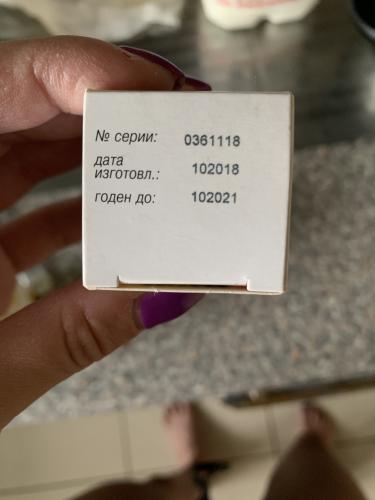 № серии: 0361118
дата
изготовл.: 102018
годен до: 102021